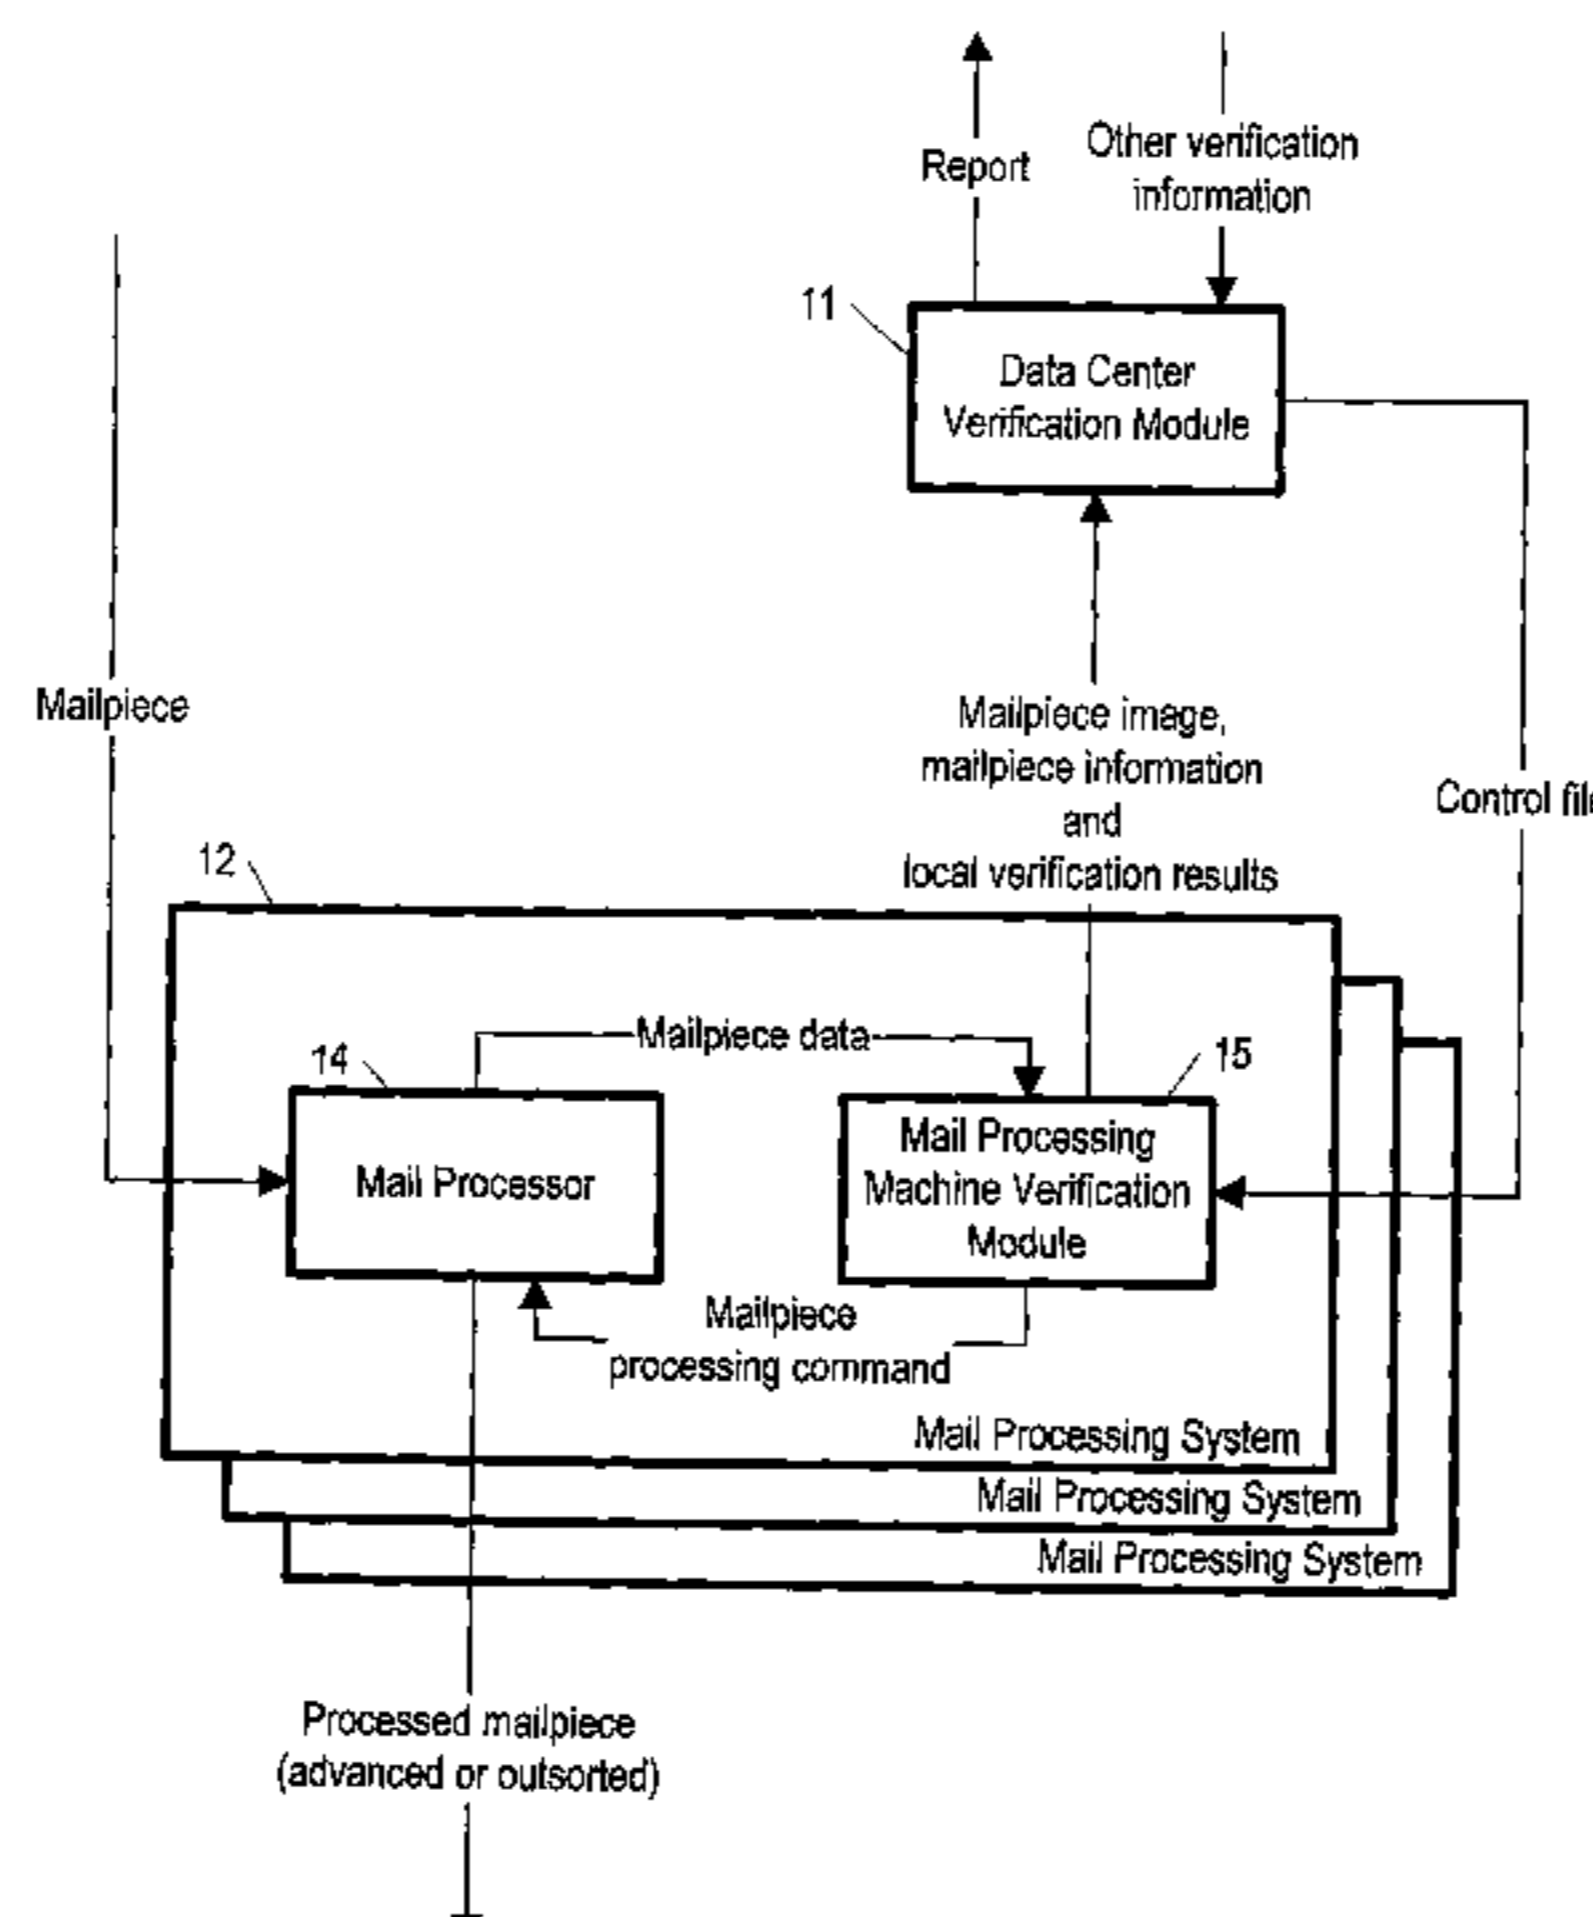 Report
Other verification
information
11
Data Center
Verification Module
Mailpiece
Mailpiece image,
mailpiece information
and
local verification results
Control
12
14
Mailpiece data
15
Mail Processor
Mail Processing
Machine Verification
Module
Mailpiece
processing command
Mail Processing System
Mail Processing System
Mail Processing System
Processed mailpiece
(advanced or outsorted)